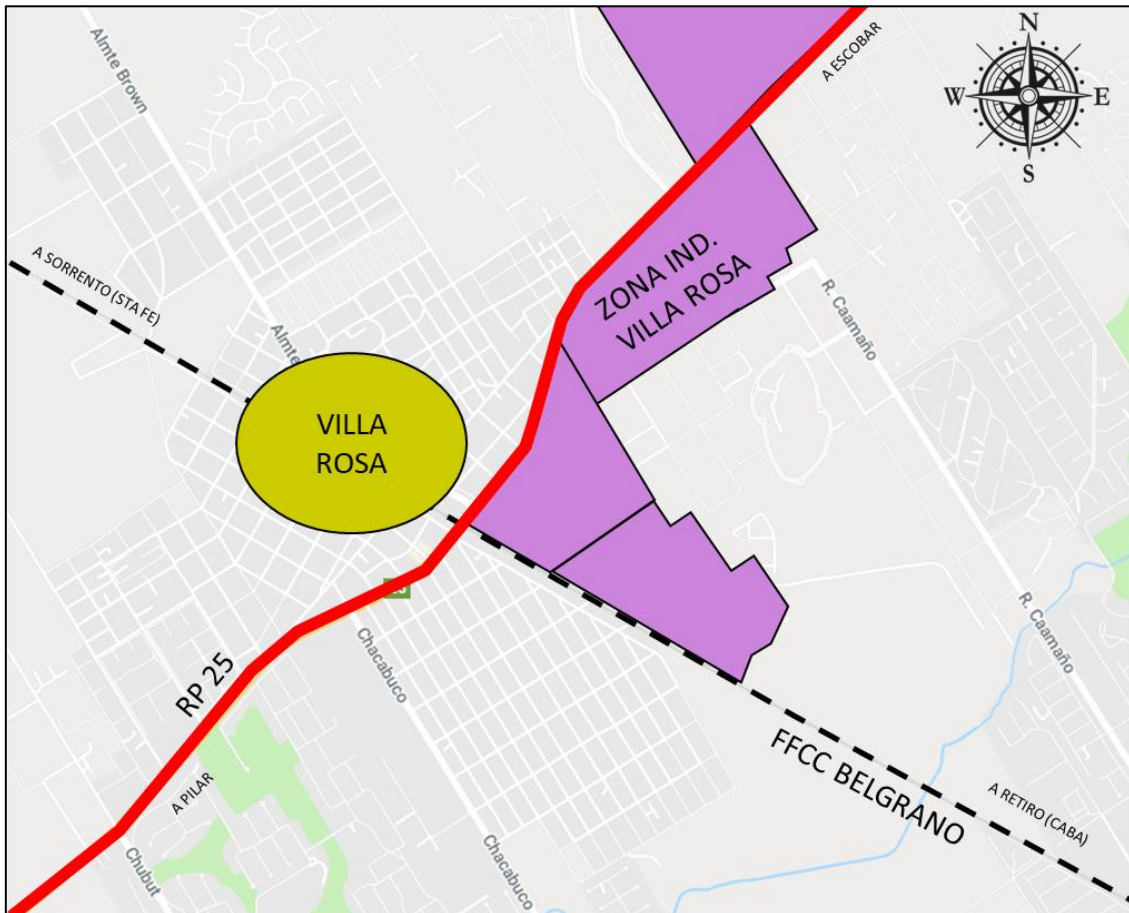 Almte Brown
A ESCOBAR
N
W
E
S
A SORRENTO (STA FE)
ZONA IND.
VILLA ROSA
R. Caamaño
Almte
VILLA
ROSA
R. Caamaño
Chacabuco
RP 25
FFCC BELGRANO
A PILAR
A RETIRO (CABA)
Chubut
Chacabuco